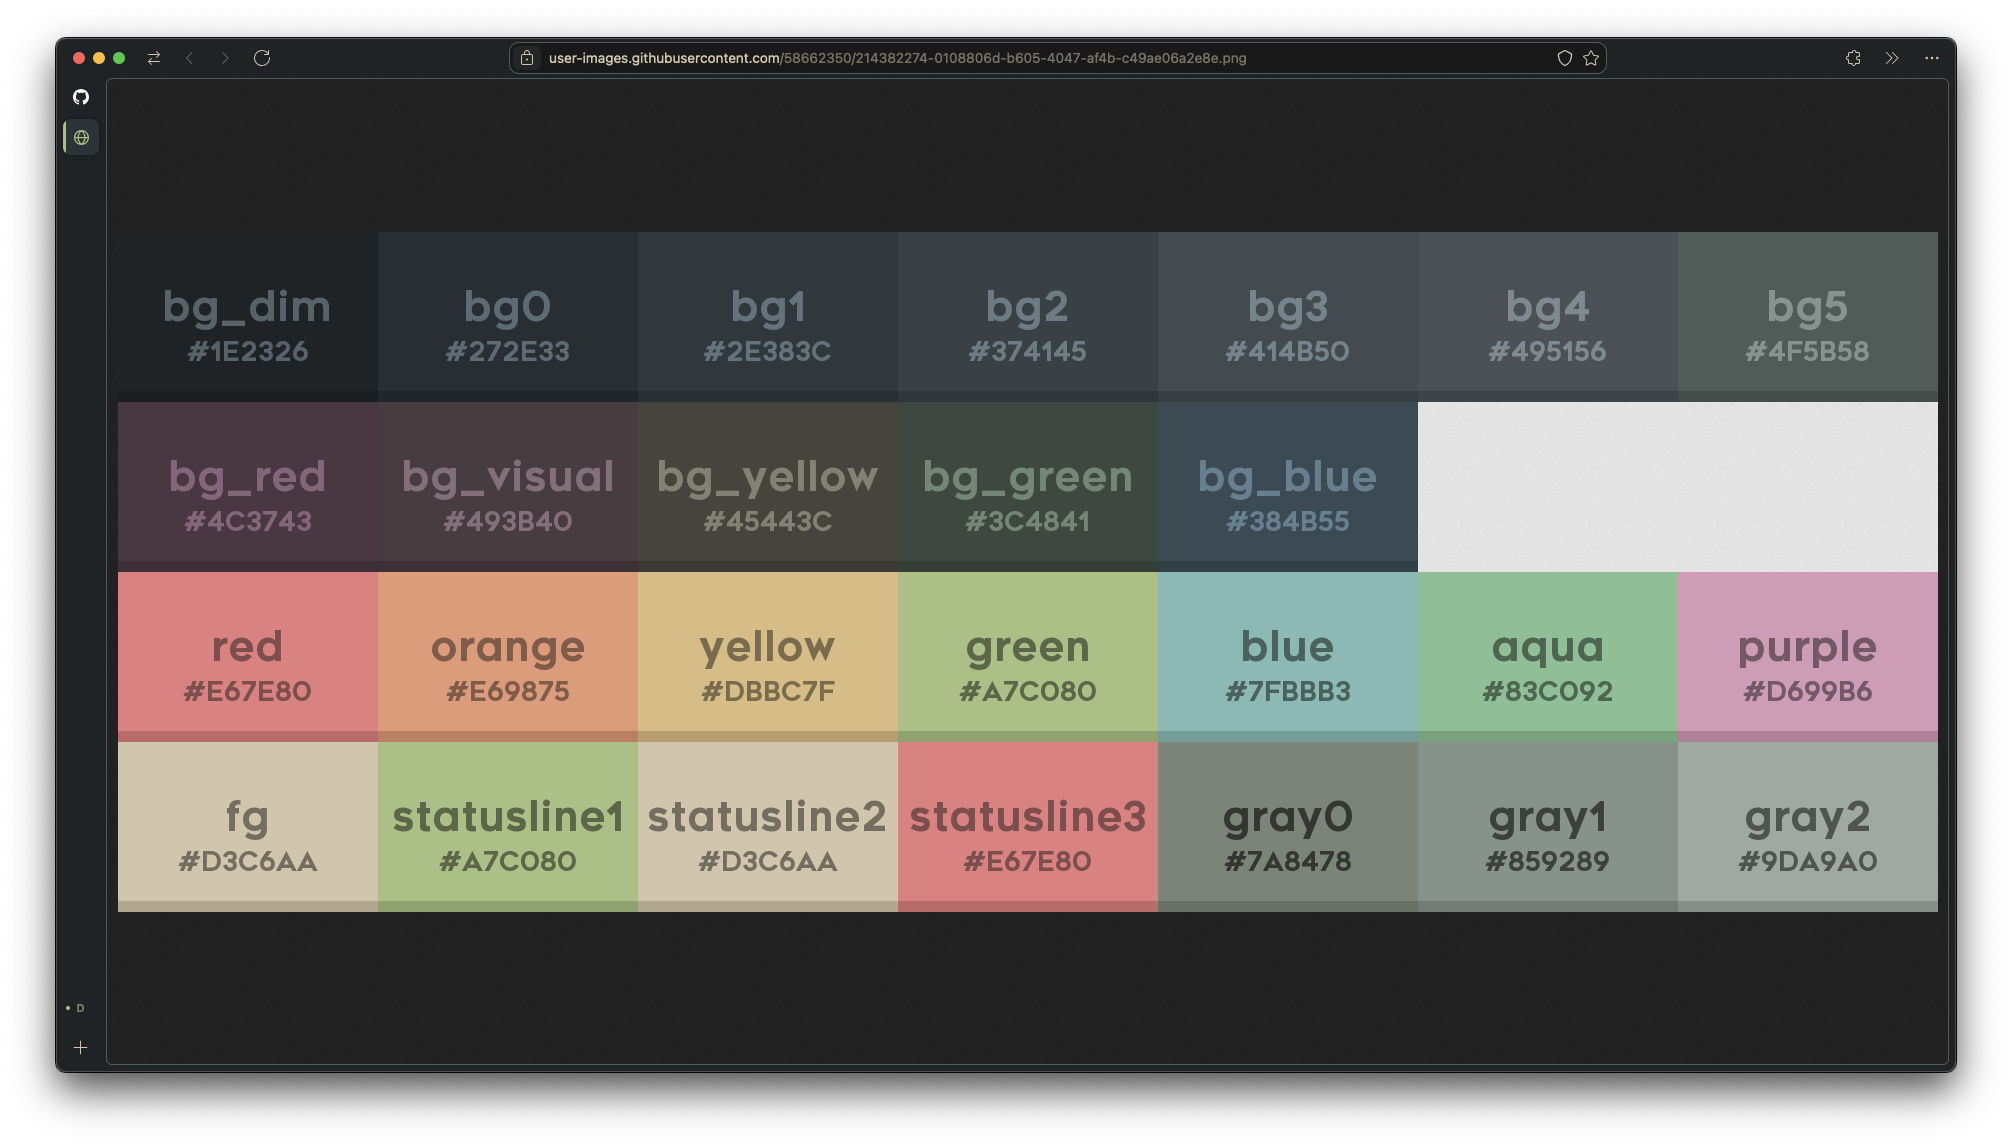 user-images.githubusercontent.com/58662350/214382274-0108806d-b605-4047-af4b-c49ae06a2e8e.png
bg_dim
#1E2326
bg0
#272E33
bg1
#2E383C
bg2
#374145
bg3
#414B50
bg4
#495156
bg5
#4F5B58
bg_red
#4C3743
bg_visual
#493B40
bg_yellow
#45443C
bg_green
#3C4841
bg_blue
#384B55
red
#E67E80
orange
#E69875
yellow
#DBBC7F
green
#A7C080
blue
#7FBBB3
aqua
#83C092
purple
#D699B6
fg
#D3C6AA
statusline1
#A7C080
statusline2
#D3C6AA
statusline3
#E67E80
gray0
#7A8478
gray1
#859289
gray2
#9DA9A0
D